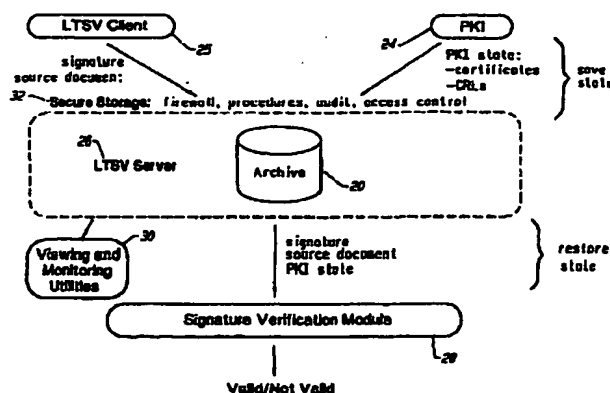 LTSV Client
25
24
PKI
signature
source document;
PKI state:
-certificates
-CRLs
save
state
32
Secure Storage: firewall, procedures, audit, access control
26
LTSV Server
Archive
20
30
Viewing and
Monitoring
Utilities
signature
source document
PKI state
restore
state
Signature Verification Module
28
Valid/Not Valid